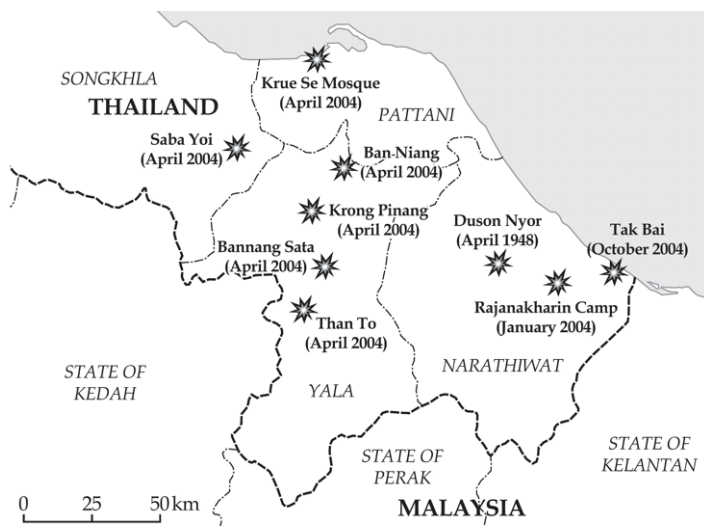 SONGKHLA
THAILAND
Krue Se Mosque
(April 2004)
PATTANI
Saba Yoi
(April 2004)
Ban-Niang
(April 2004)
Krong Pinang
(April 2004)
Duson Nyor
(April 1948)
Tak Bai
(October 2004)
Bannang Sata
(April 2004)
Rajanakharin Camp
(January 2004)
Than To
(April 2004)
STATE OF
KEDAH
YALA
NARATHIWAT
STATE OF
PERAK
STATE OF
KELANTAN
MALAYSIA
0 25 50 km